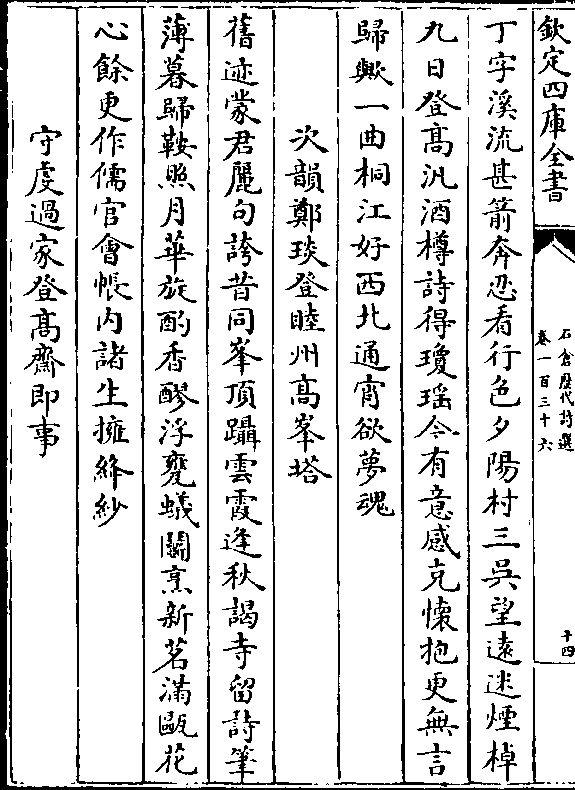 欽定四庫全書
石倉歷代詩選
卷一百三十六
十四
丁字溪流甚箭奔忍看行色夕陽村三吳望遠迷煙棹
九日登高汎酒樽詩得瓊瑶今有意感克懷抱更無言
歸歟一曲桐江好西北通宵欲夢魂
次韻鄭琰登睦州高峯塔
舊迹蒙君麗句誇昔同峯頂躡雲霞逢秋謁寺留詩筆
薄暮歸鞍照月華旋酌香醪浮甕蟻鬭烹新茗滿甌花
心餘更作儒官會帳内諸生擁絳紗
守虔過家登高齋即事